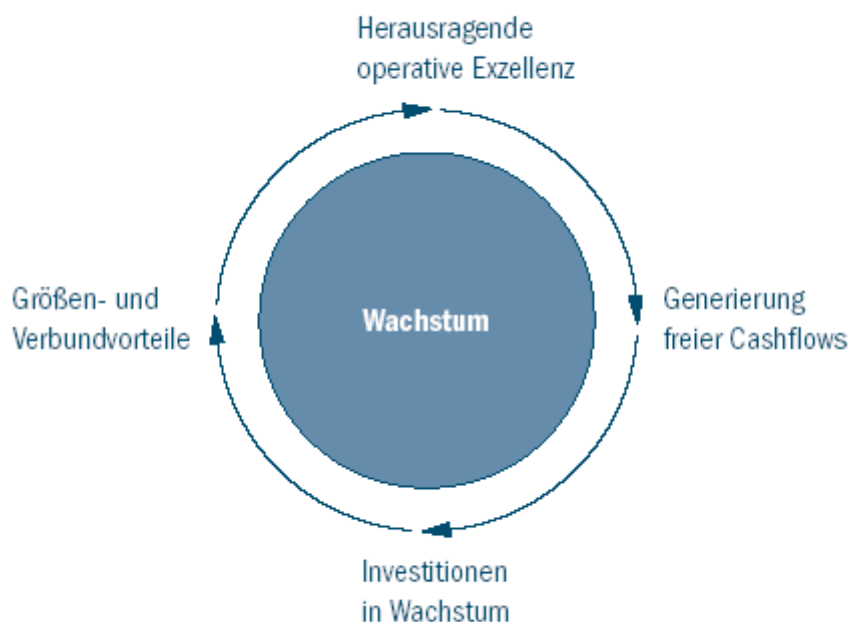 Herausragende
operative Exzellenz
Größen- und
Verbundvorteile
Wachstum
Generierung
freier Cashflows
Investitionen
in Wachstum